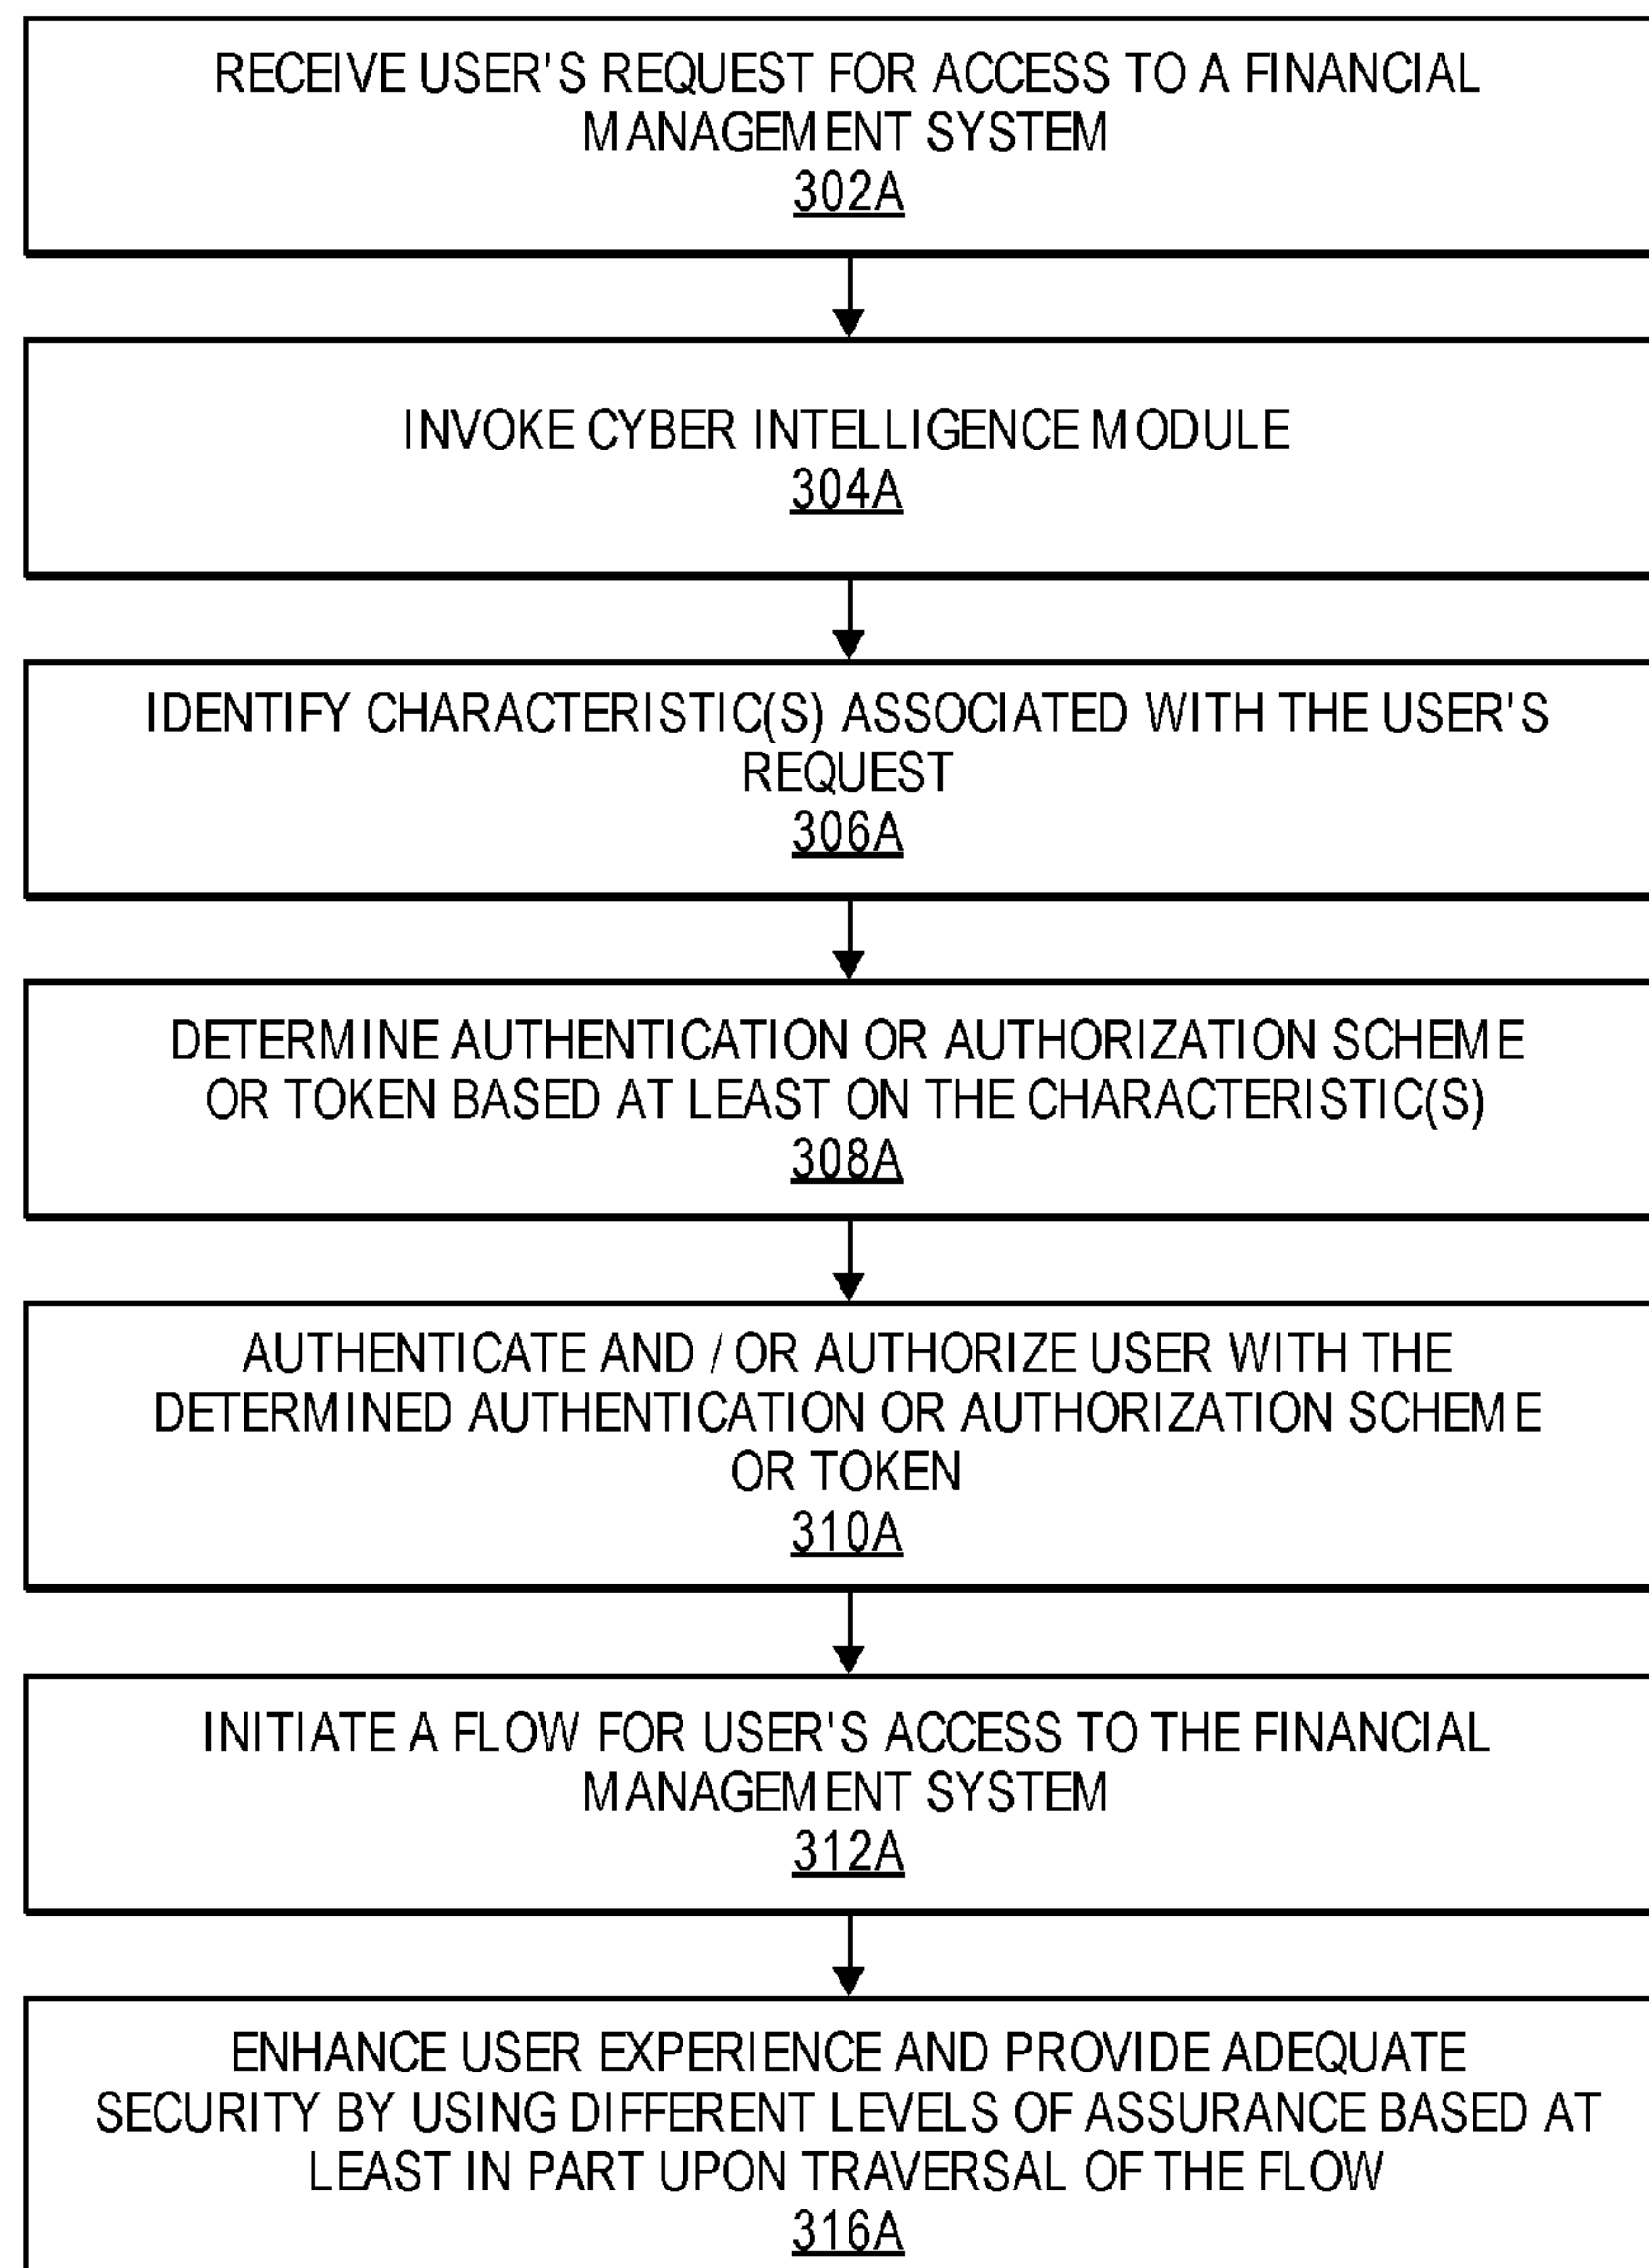 RECEIVE USER'S REQUEST FOR ACCESS TO A FINANCIAL
MANAGEMENT SYSTEM
302A
INVOKE CYBER INTELLIGENCE MODULE
304A
IDENTIFY CHARACTERISTIC(S) ASSOCIATED WITH THE USER'S
REQUEST
306A
DETERMINE AUTHENTICATION OR AUTHORIZATION SCHEME
OR TOKEN BASED AT LEAST ON THE CHARACTERISTIC(S)
308A
AUTHENTICATE AND / OR AUTHORIZE USER WITH THE
DETERMINED AUTHENTICATION OR AUTHORIZATION SCHEME
OR TOKEN
310A
INITIATE A FLOW FOR USER'S ACCESS TO THE FINANCIAL
MANAGEMENT SYSTEM
312A
ENHANCE USER EXPERIENCE AND PROVIDE ADEQUATE
SECURITY BY USING DIFFERENT LEVELS OF ASSURANCE BASED AT
LEAST IN PART UPON TRAVERSAL OF THE FLOW
316A